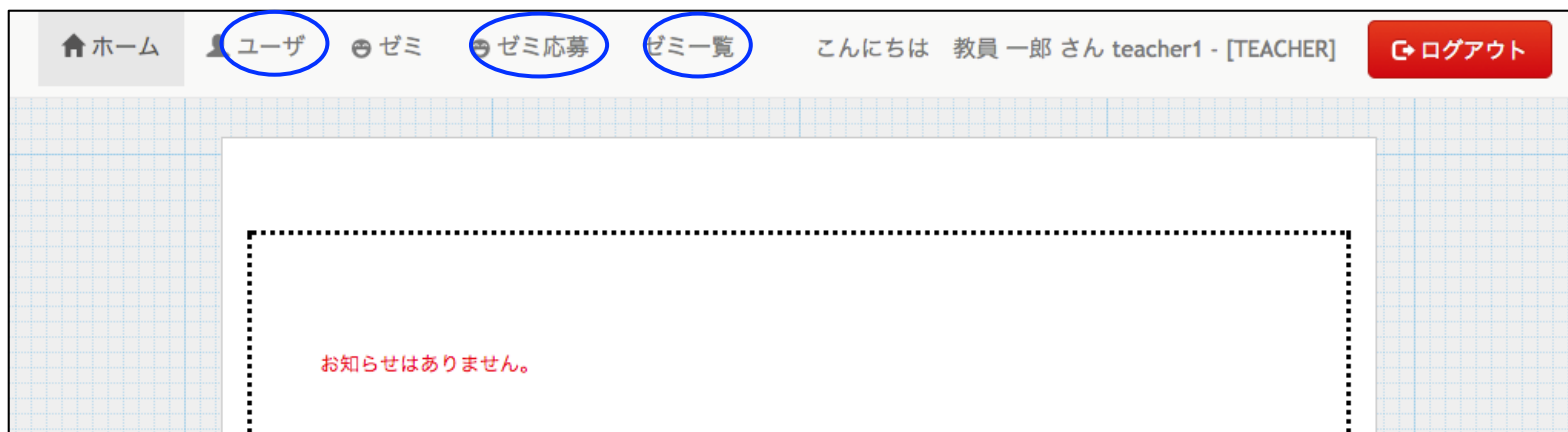 ホーム ユーザ ゼミ ゼミ応募 ゼミ一覧 こんにちは 教員 一郎 さん teacher1 - [TEACHER] ログアウト
お知らせはありません。